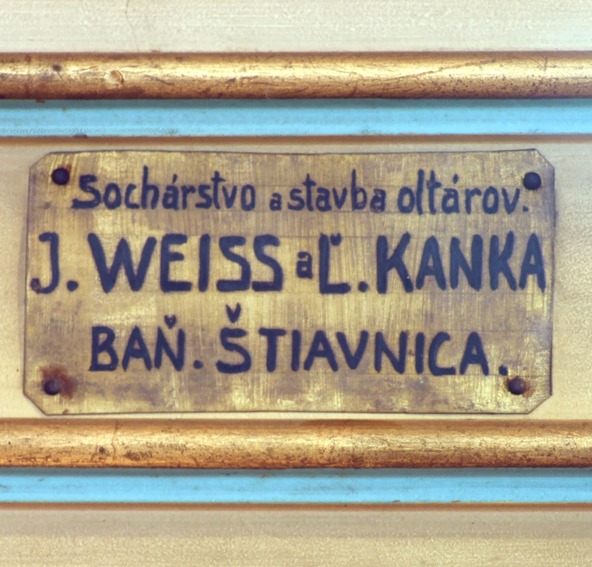 Sochárstvo a stavba oltárov.
J. WEISS a Ľ. KANKA
BAŇ. ŠTIAVNICA.